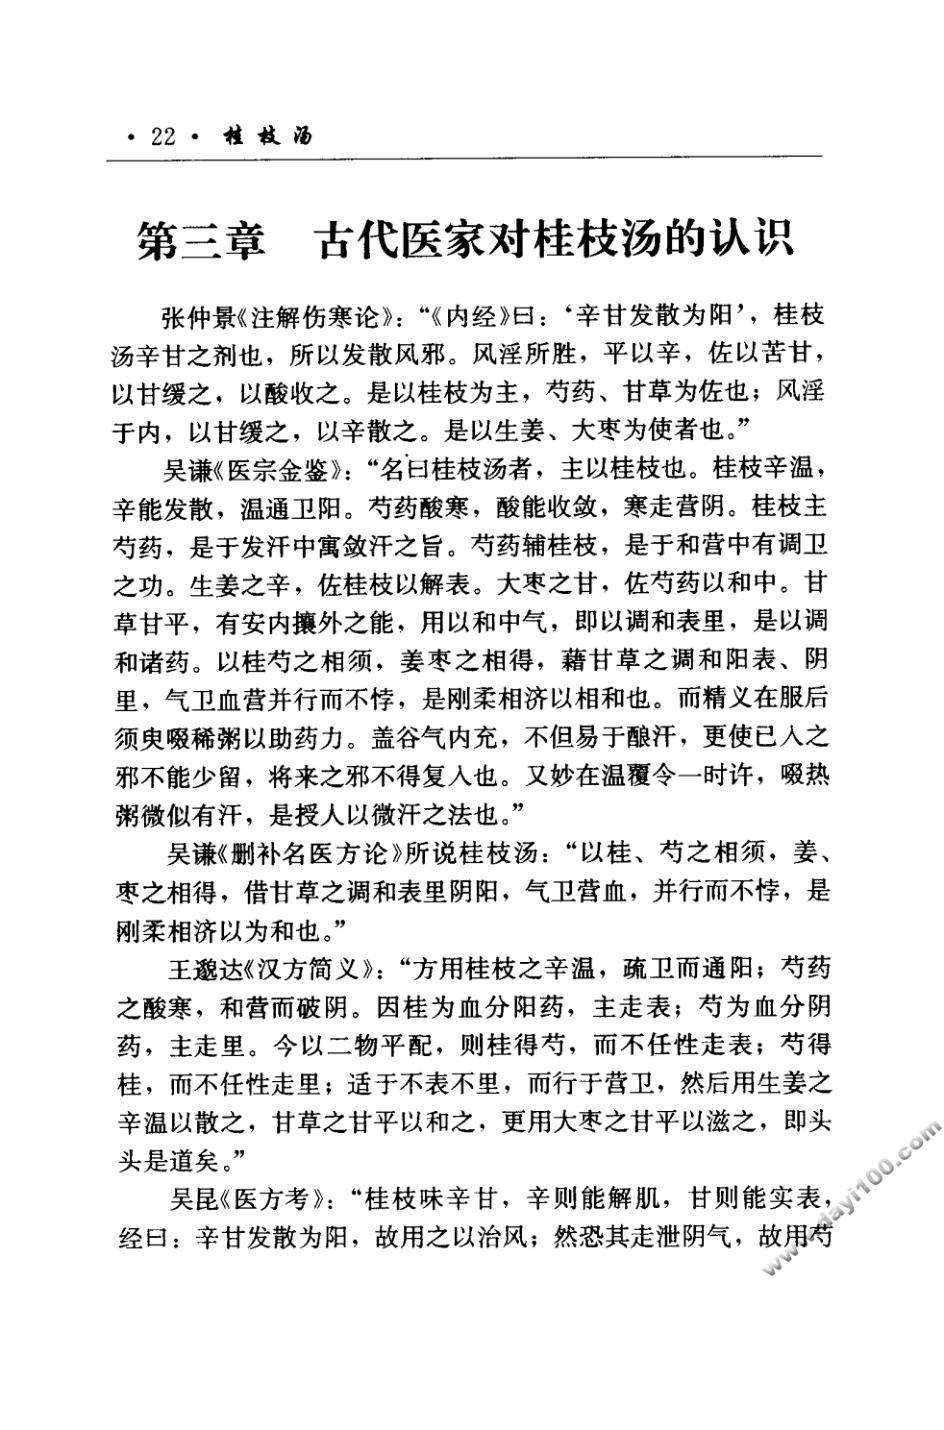 · 22 · 桂枝汤
第三章 古代医家对桂枝汤的认识
张仲景《注解伤寒论》：“《内经》曰：‘辛甘发散为阳’，桂枝
汤辛甘之剂也，所以发散风邪。风淫所胜，平以辛，佐以苦甘，
以甘缓之，以酸收之。是以桂枝为主，芍药、甘草为佐也；风淫
于内，以甘缓之，以辛散之。是以生姜、大枣为使者也。”
吴谦《医宗金鉴》：“名曰桂枝汤者，主以桂枝也。桂枝辛温，
辛能发散，温通卫阳。芍药酸寒，酸能收敛，寒走营阴。桂枝主
芍药，是于发汗中寓敛汗之旨。芍药辅桂枝，是于和营中有调卫
之功。生姜之辛，佐桂枝以解表。大枣之甘，佐芍药以和中。甘
草甘平，有安内攘外之能，用以和中气，即以调和表里，是以调
和诸药。以桂芍之相须，姜枣之相得，藉甘草之调和阳表、阴
里，气卫血营并行而不悖，是刚柔相济以相和也。而精义在服后
须臾啜稀粥以助药力。盖谷气内充，不但易于酿汗，更使已入之
邪不能少留，将来之邪不得复入也。又妙在温覆令一时许，啜热
粥微似有汗，是授人以微汗之法也。”
吴谦《删补名医方论》所说桂枝汤：“以桂、芍之相须，姜、
枣之相得，借甘草之调和表里阴阳，气卫营血，并行而不悖，是
刚柔相济以为和也。”
王邈达《汉方简义》：“方用桂枝之辛温，疏卫而通阳；芍药
之酸寒，和营而破阴。因桂为血分阳药，主走表；芍为血分阴
药，主走里。今以二物平配，则桂得芍，而不任性走表；芍得
桂，而不任性走里；适于不表不里，而行于营卫，然后用生姜之
辛温以散之，甘草之甘平以和之，更用大枣之甘平以滋之，即头
头是道矣。”
吴昆《医方考》：“桂枝味辛甘，辛则能解肌，甘则能实表，
经曰：辛甘发散为阳，故用之以治风；然恐其走泄阴气，故用芍
www.dayi100.com